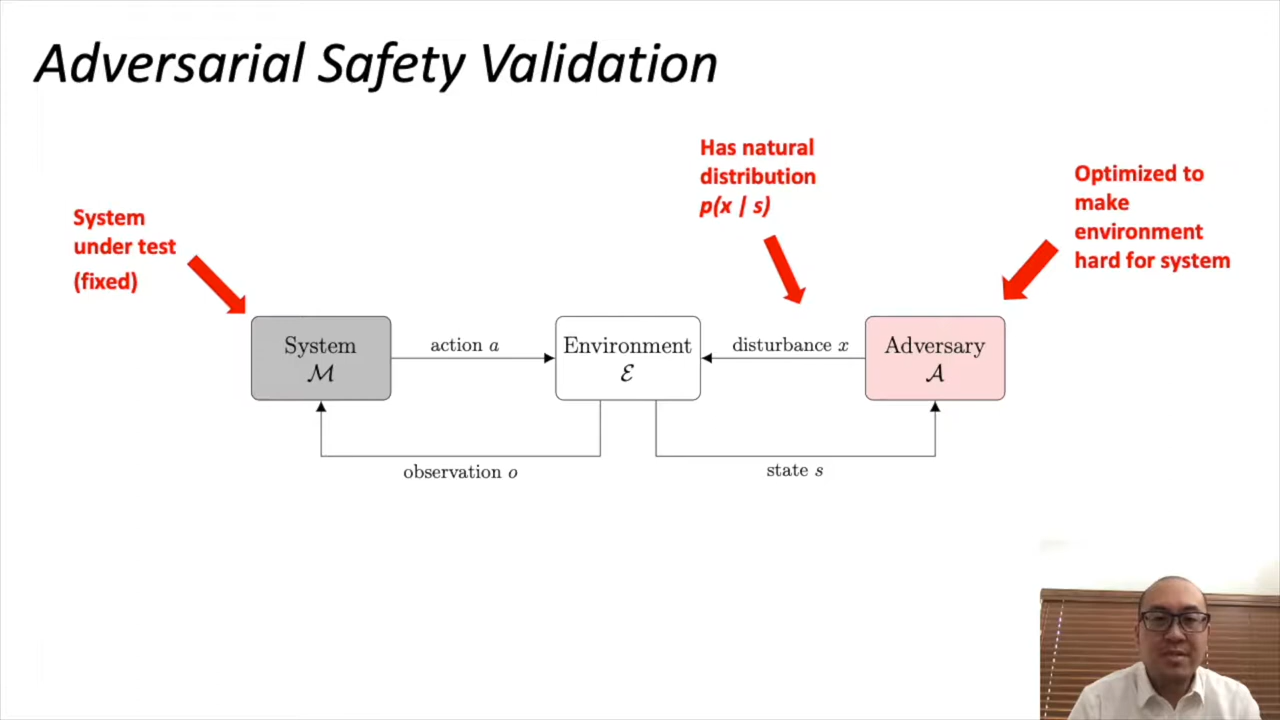 Adversarial Safety Validation
Has natural
distribution
p(x | s)
Optimized to
make
environment
hard for system
System
under test
(fixed)
System
ℳ
action a
Environment
ℰ
disturbance x
Adversary
𝒜
observation o
state s